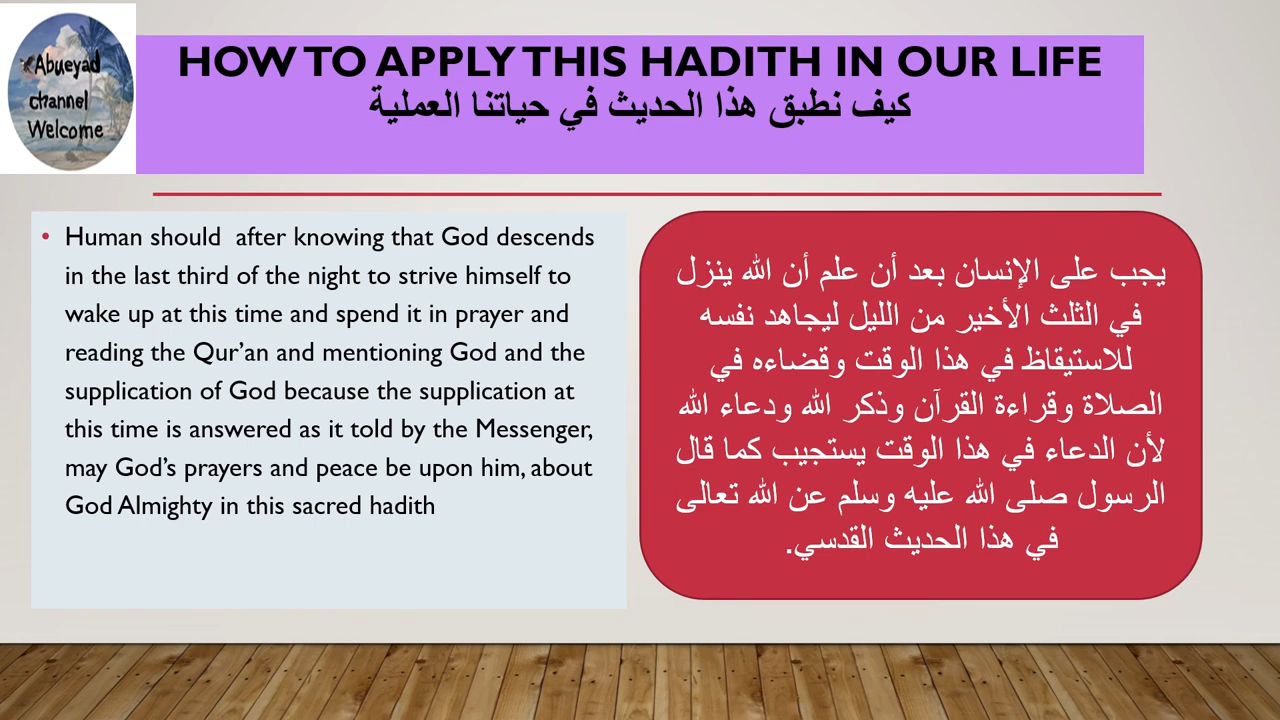 Abueyad
channel
Welcome
HOW TO APPLY THIS HADITH IN OUR LIFE
كيف نطبق هذا الحديث في حياتنا العملية
• Human should  after knowing that God descends
in the last third of the night to strive himself to
wake up at this time and spend it in prayer and
reading the Qur’an and mentioning God and the
supplication of God because the supplication at
this time is answered as it told by the Messenger,
may God’s prayers and peace be upon him, about
God Almighty in this sacred hadith
يجب على الإنسان بعد أن علم أن الله ينزل
في الثلث الأخير من الليل ليجاهد نفسه
للاستيقاظ في هذا الوقت وقضاءه في
الصلاة وقراءة القرآن وذكر الله ودعاء الله
لأن الدعاء في هذا الوقت يستجيب كما قال
الرسول صلى الله عليه وسلم عن الله تعالى
في هذا الحديث القدسي.